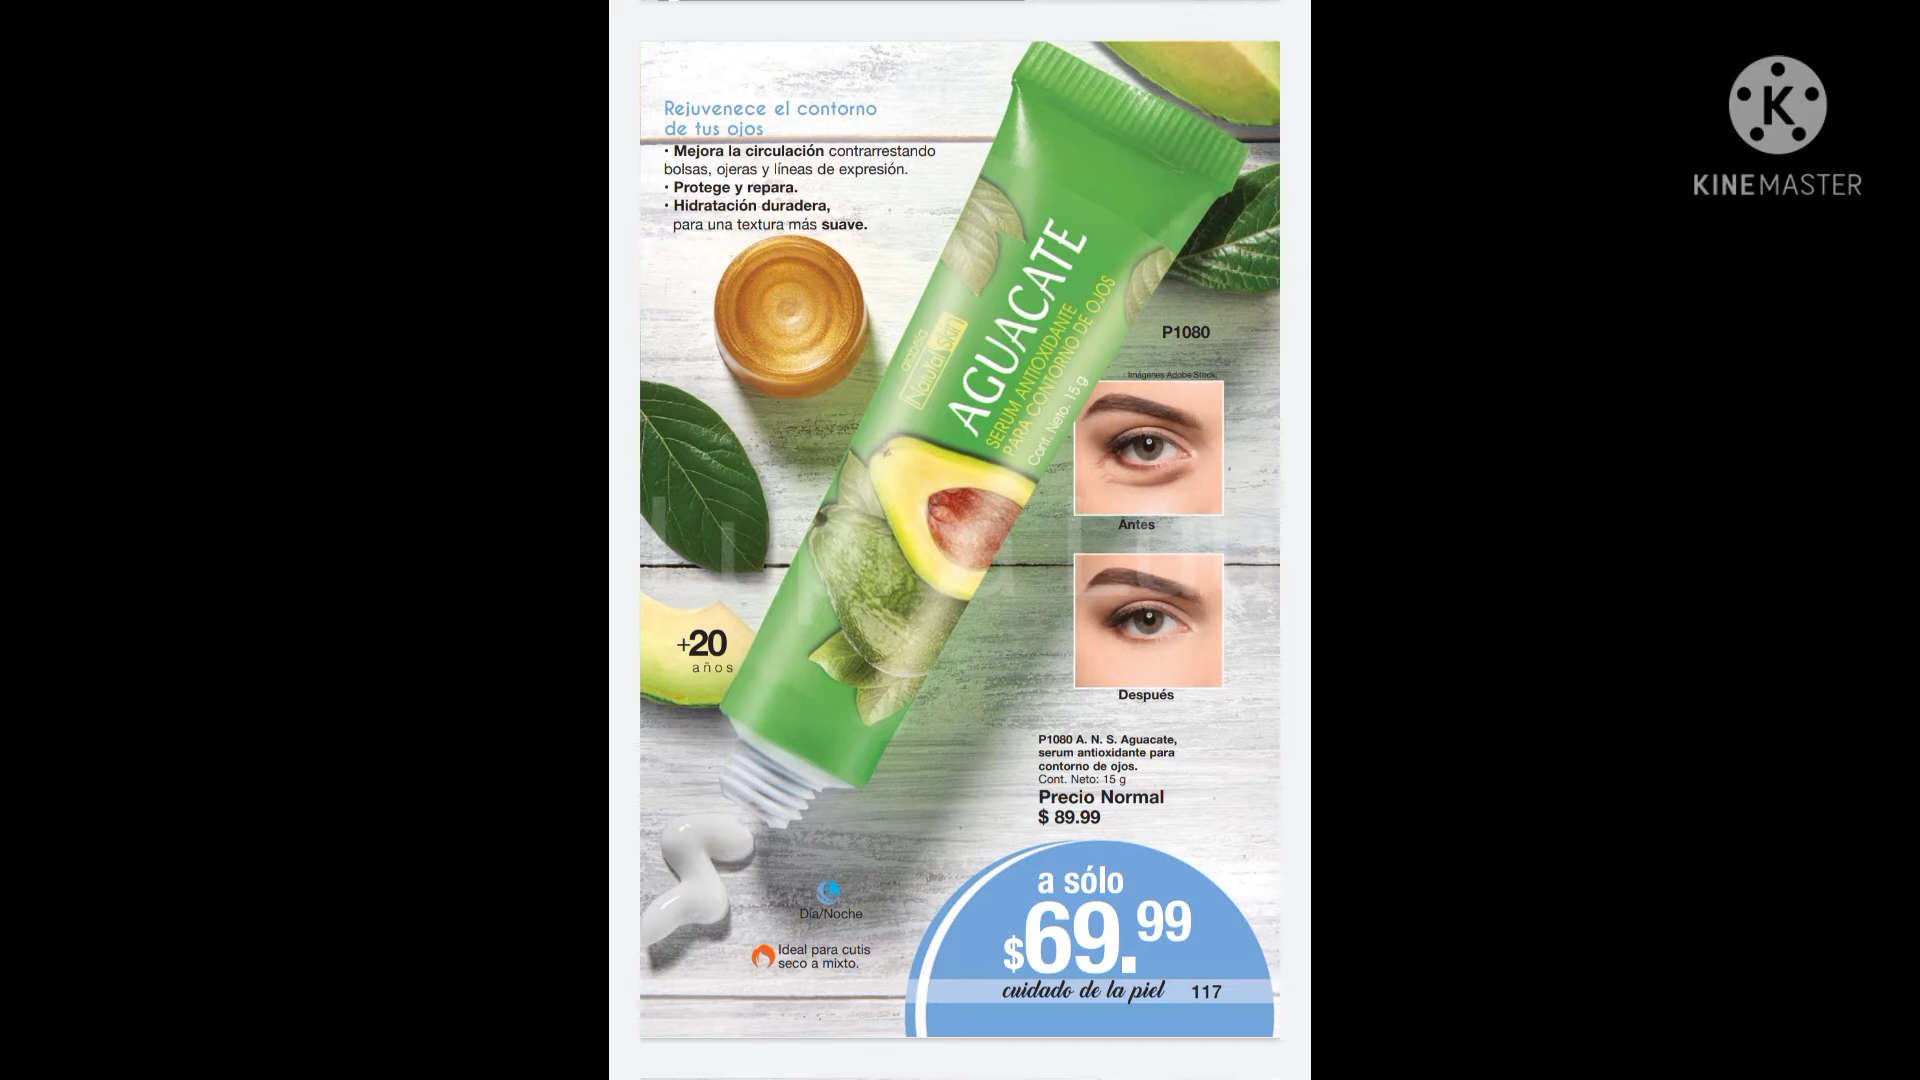 Rejuvenece el contorno
de tus ojos
• Mejora la circulación contrarrestando
bolsas, ojeras y líneas de expresión.
• Protege y repara.
• Hidratación duradera,
para una textura más suave.
KINEMASTER
Natural Skin
AGUACATE
SERUM ANTIOXIDANTE
PARA CONTORNO DE OJOS
Cont. Neto. 15 g
P1080
Imágenes Adobe Stock.
Antes
Después
+20
años
P1080 A. N. S. Aguacate,
serum antioxidante para
contorno de ojos.
Cont. Neto: 15 g
Precio Normal
$ 89.99
Día/Noche
Ideal para cutis
seco a mixto.
a sólo
$69.99
cuidado de la piel 117